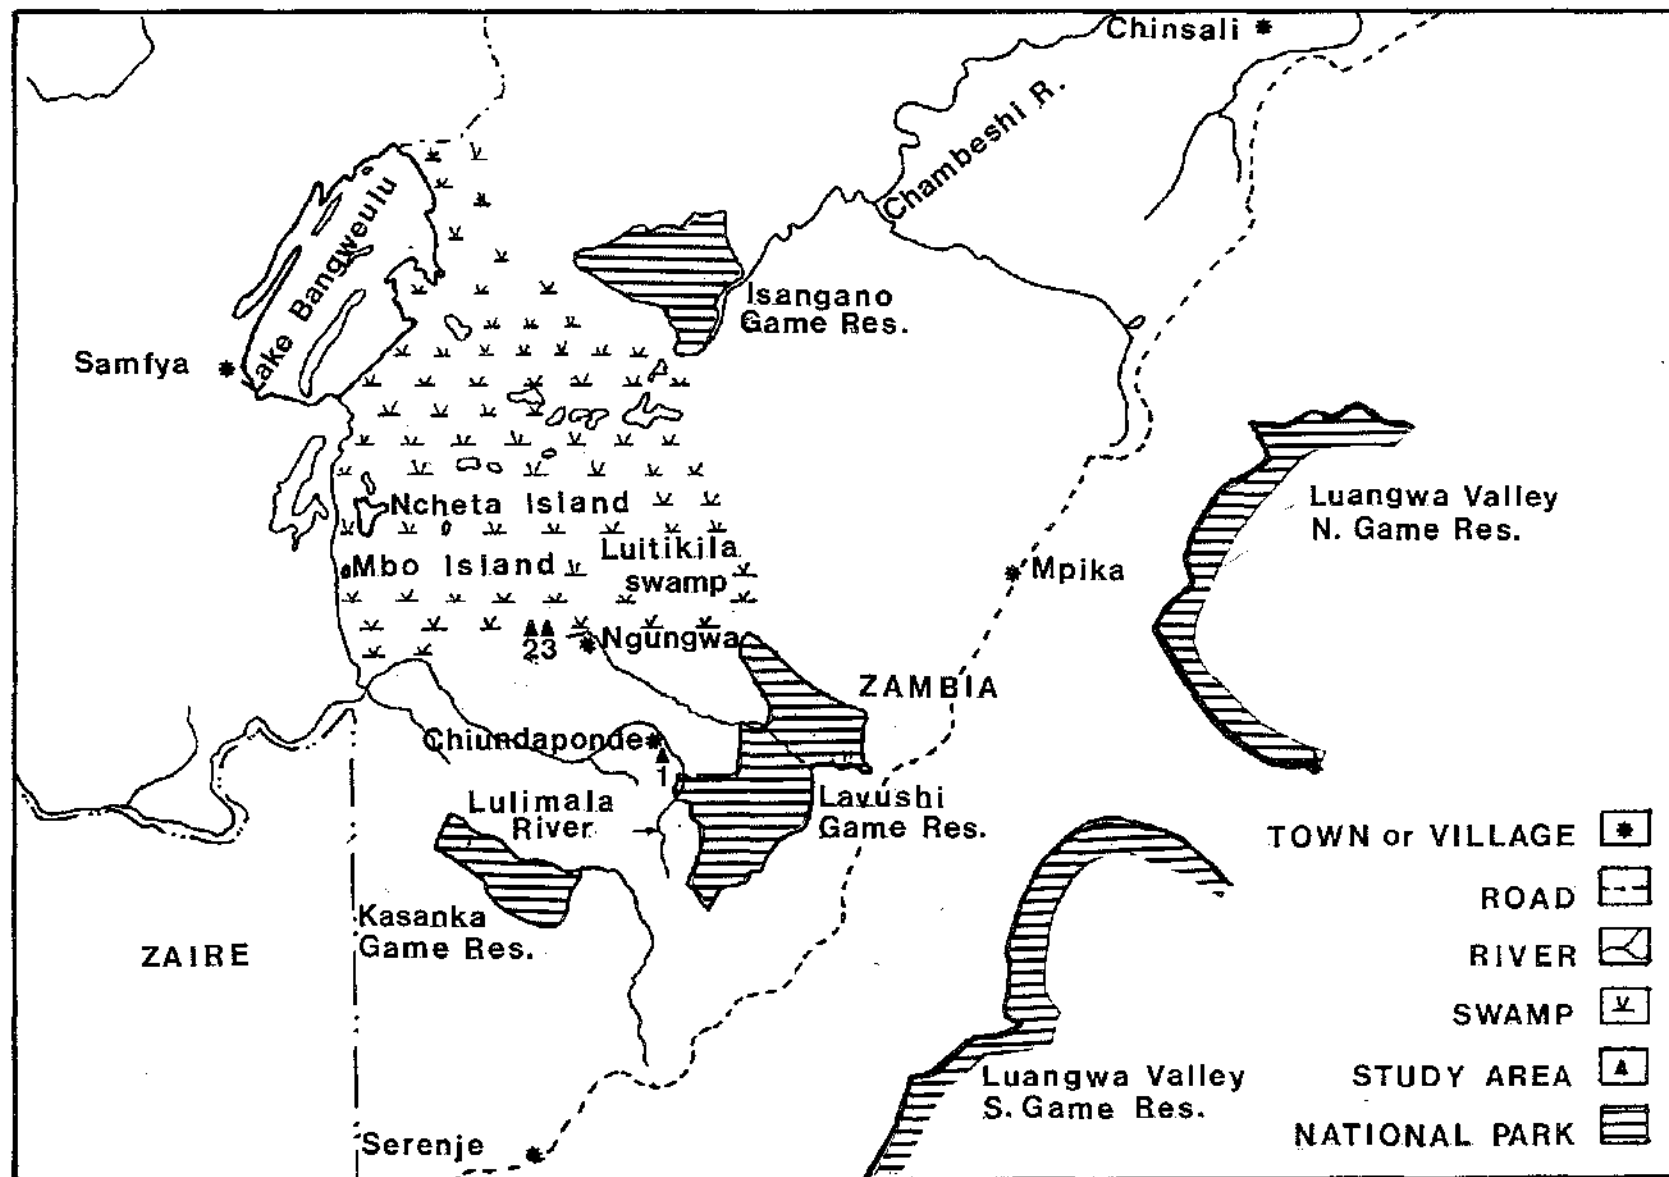 Chinsali
Chambeshi R.
Lake Bangweulu
Isangano
Game Res.
Samfya
Ncheta Island
Luangwa Valley
N. Game Res.
Mbo Island
Luitikila
swamp
Mpika
23
Ngungwa
ZAMBIA
Chiundaponde
1
Lulimala
River
Lavushi
Game Res.
Kasanka
Game Res.
ZAIRE
Luangwa Valley
S. Game Res.
Serenje
TOWN or VILLAGE
ROAD
RIVER
SWAMP
STUDY AREA
NATIONAL PARK